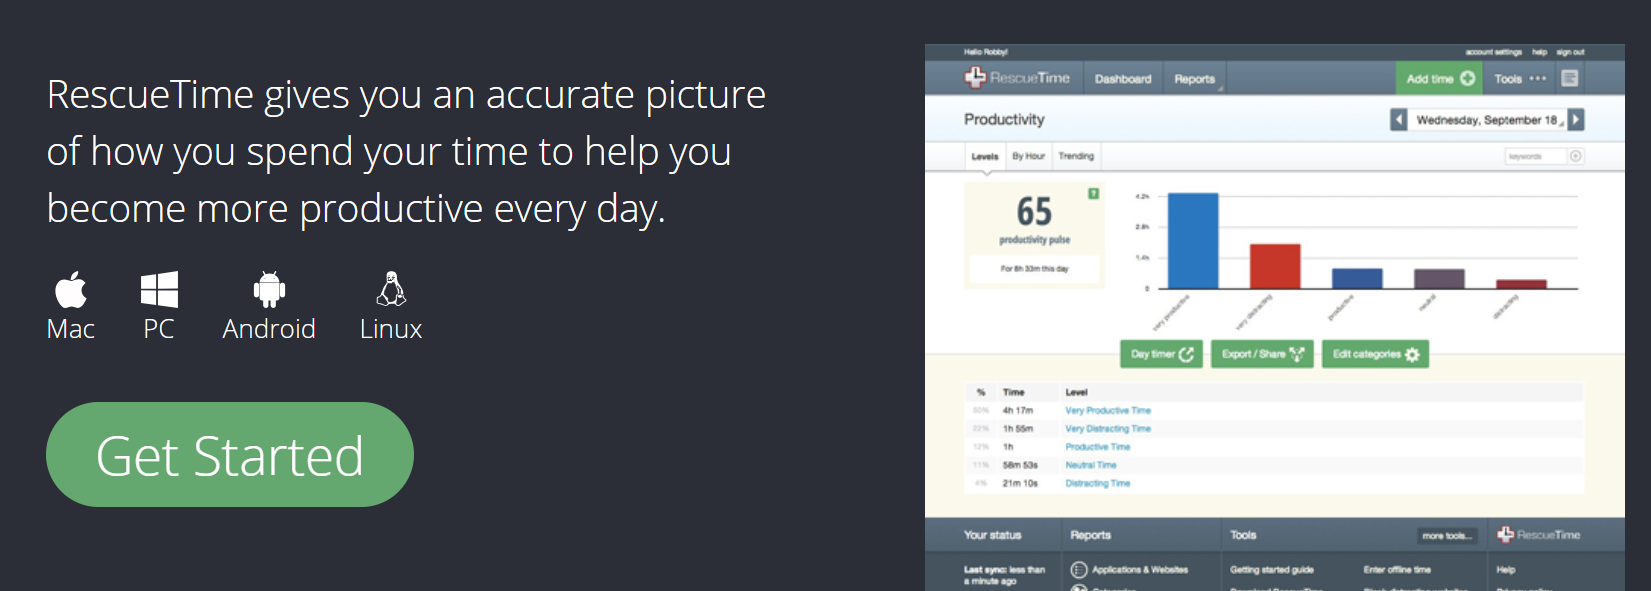 RescueTime gives you an accurate picture
of how you spend your time to help you
become more productive every day.
Mac PC Android Linux
Get Started
Hello Robby!
account settings help sign out
RescueTime Dashboard Reports Add time Tools
Productivity
Wednesday, September 18
Levels By Hour Trending
keywords
65
productivity pulse
For 8h 33m this day
?
4.2h
2.8h
1.4h
0
very productive
very distracting
productive
neutral
distracting
Day timer Export / Share Edit categories
% Time Level
50% 4h 17m Very Productive Time
22% 1h 55m Very Distracting Time
12% 1h Productive Time
11% 58m 53s Neutral Time
4% 21m 10s Distracting Time
Your status Reports Tools more tools... RescueTime
Last sync: less than
a minute ago
Applications & Websites
Getting started guide
Enter offline time
Help